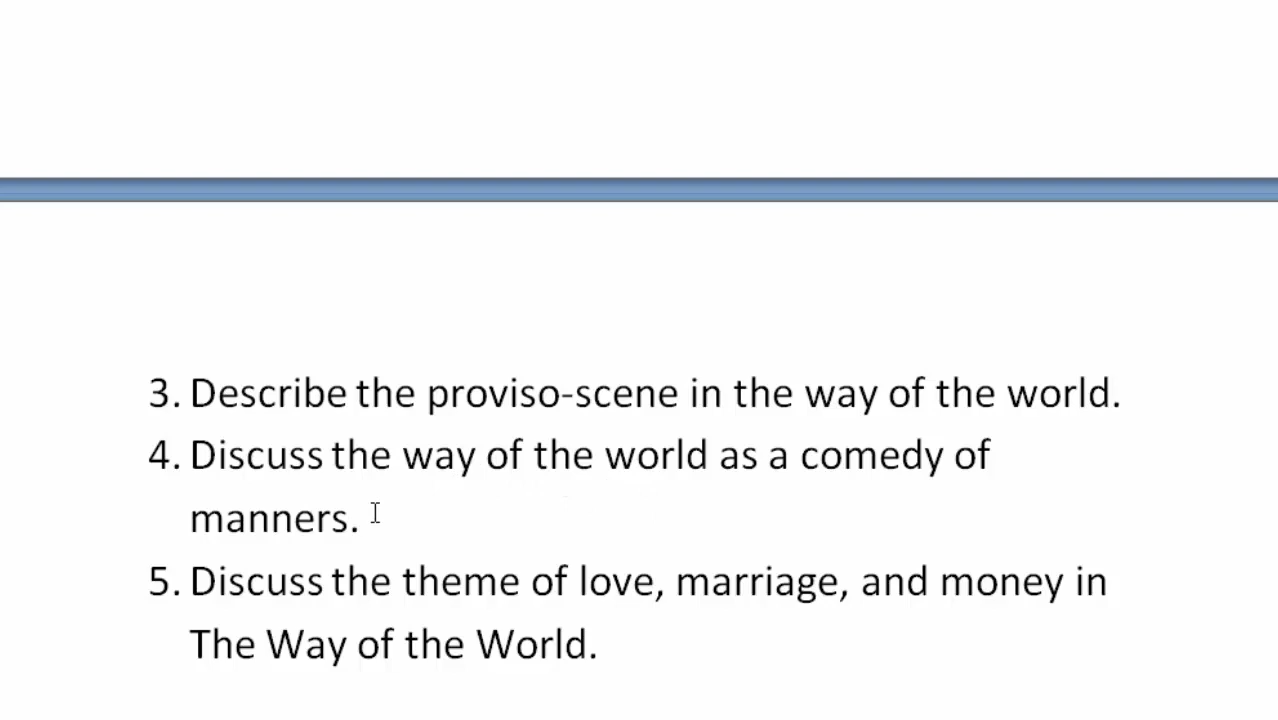 3. Describe the proviso-scene in the way of the world.
4. Discuss the way of the world as a comedy of
manners.
5. Discuss the theme of love, marriage, and money in
The Way of the World.